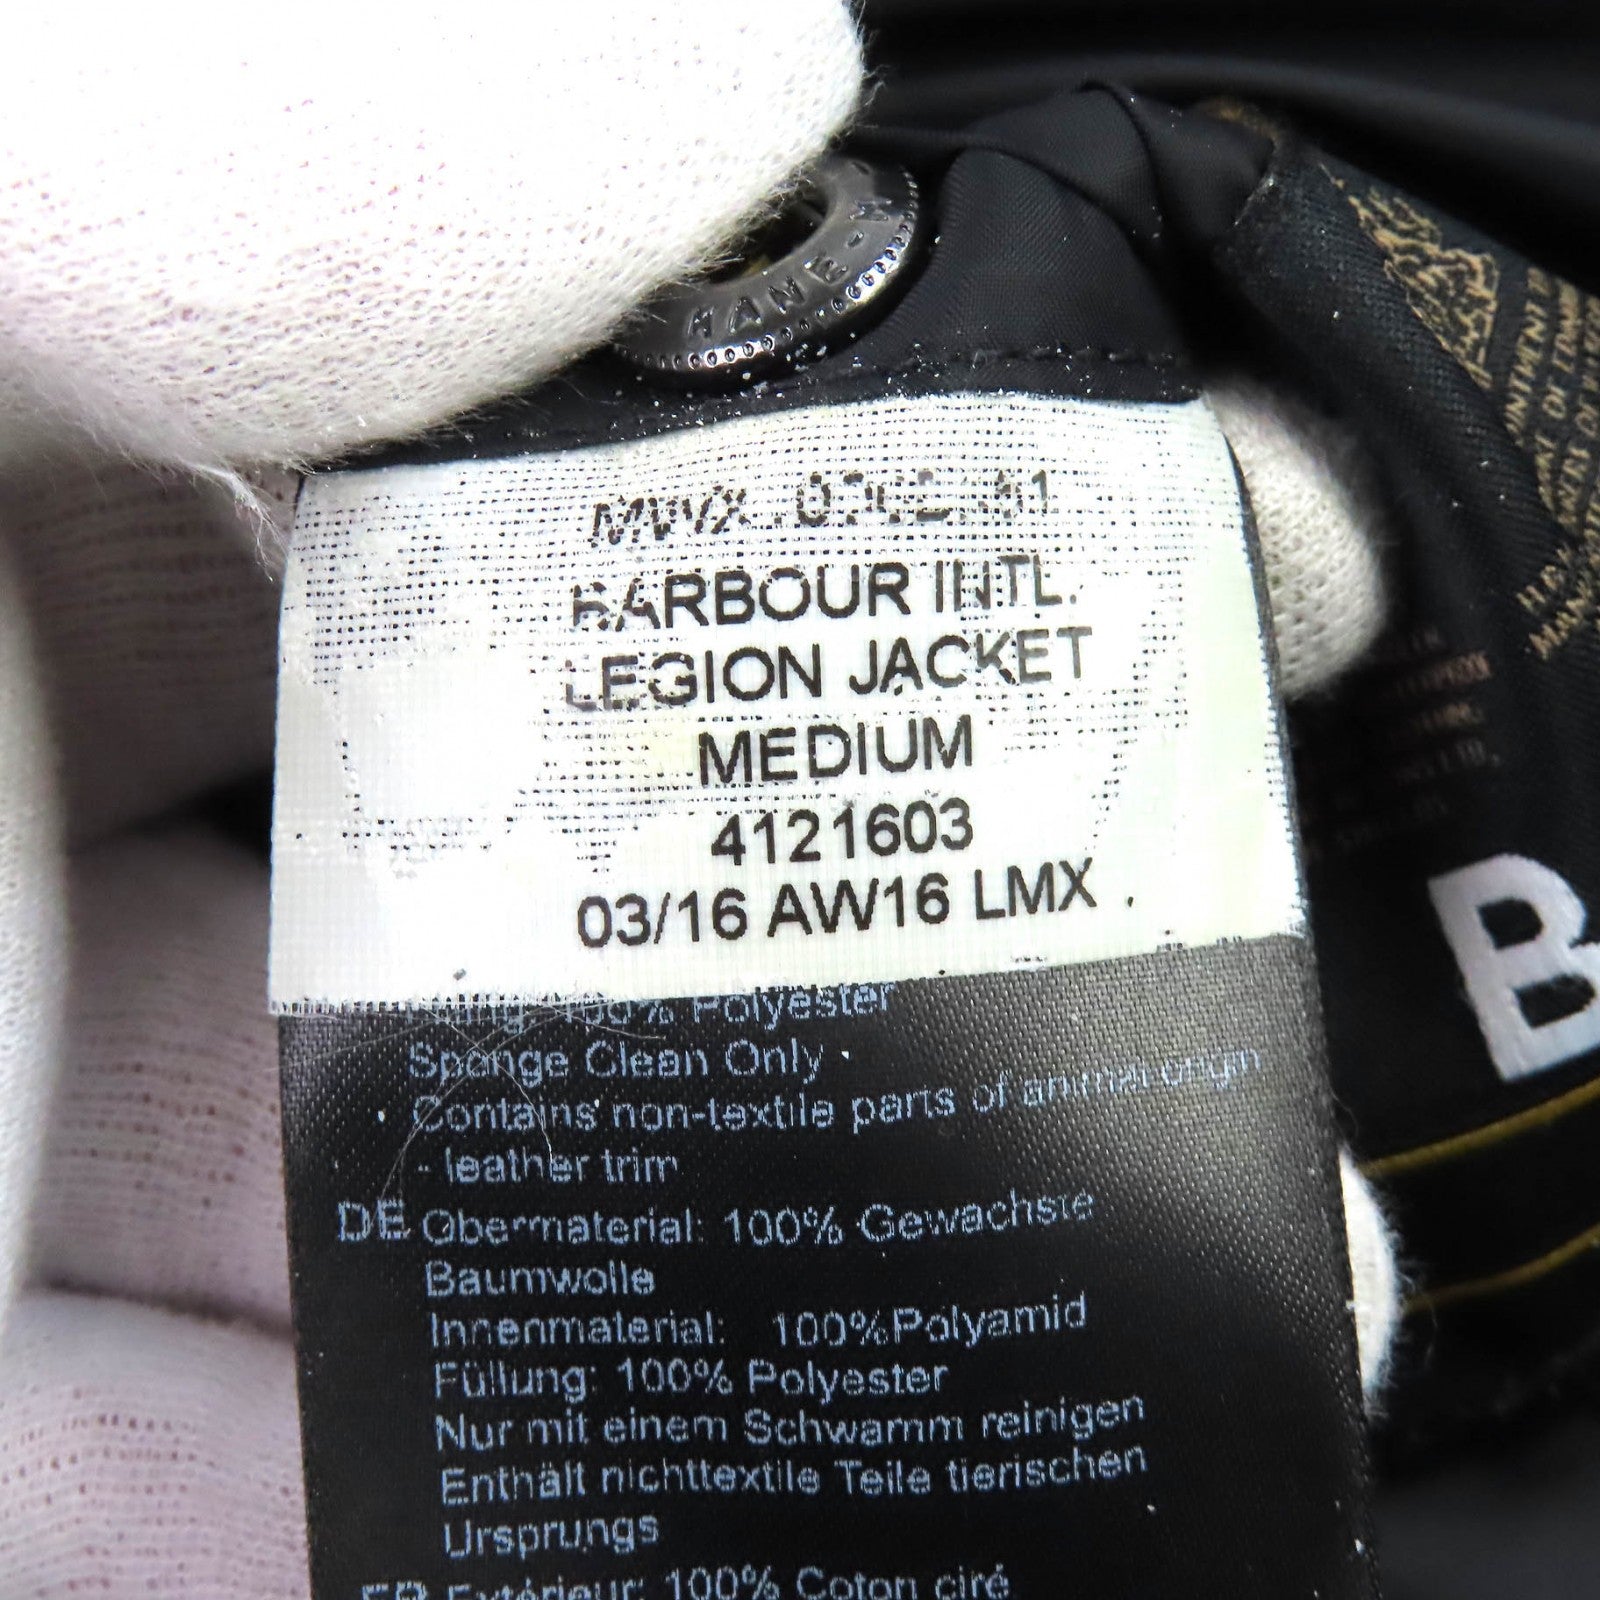 BARBOUR INTL.
LEGION JACKET
MEDIUM
4121603
03/16 AW16 LMX
100% Polyester
Sponge Clean Only
Contains non-textile parts of animal origin
- leather trim
DE Obermaterial: 100% Gewachste
Baumwolle
Innenmaterial: 100%Polyamid
Füllung: 100% Polyester
Nur mit einem Schwamm reinigen
Enthält nichttextile Teile tierischen
Ursprungs
FR Extérieur: 100% Coton ciré
B